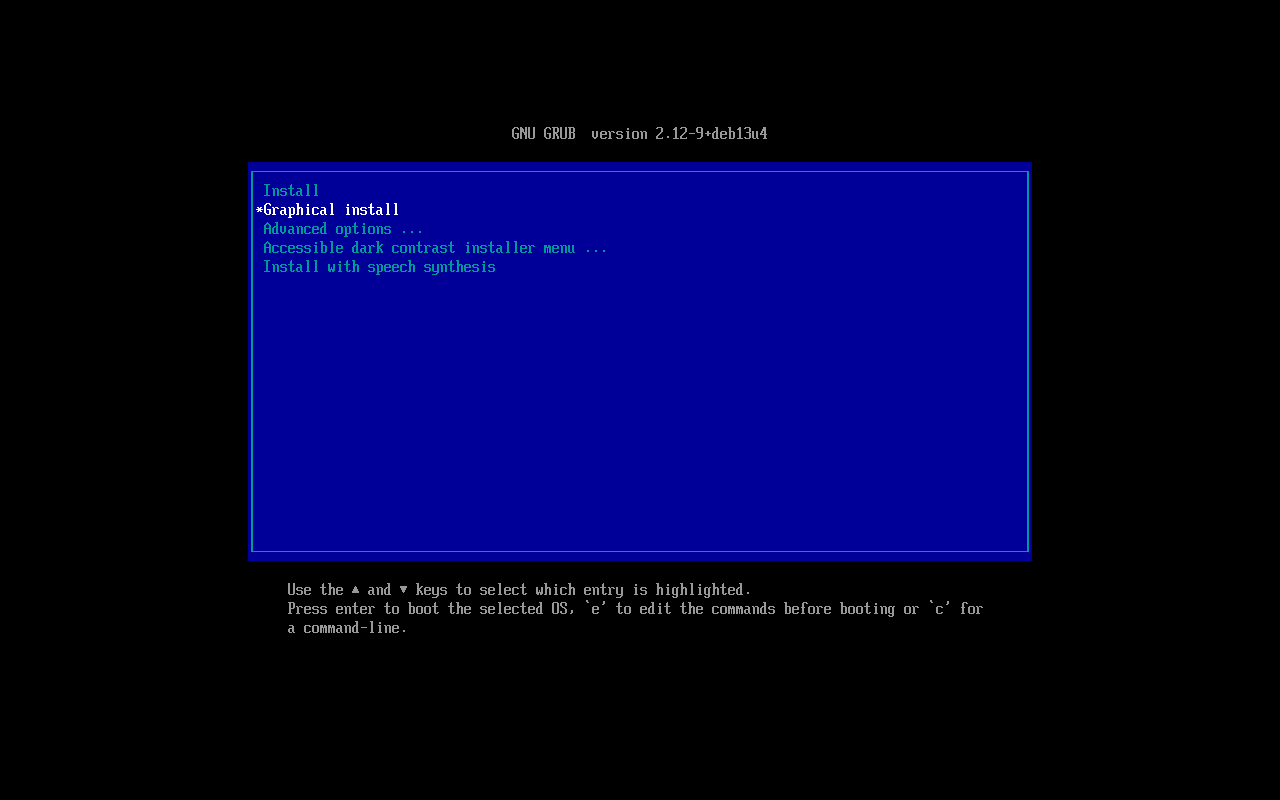 GNU GRUB  version 2.12-9+deb13u4
Install
*Graphical install
Advanced options ...
Accessible dark contrast installer menu ...
Install with speech synthesis
Use the ▲ and ▼ keys to select which entry is highlighted.
Press enter to boot the selected OS, `e' to edit the commands before booting or `c' for
a command-line.